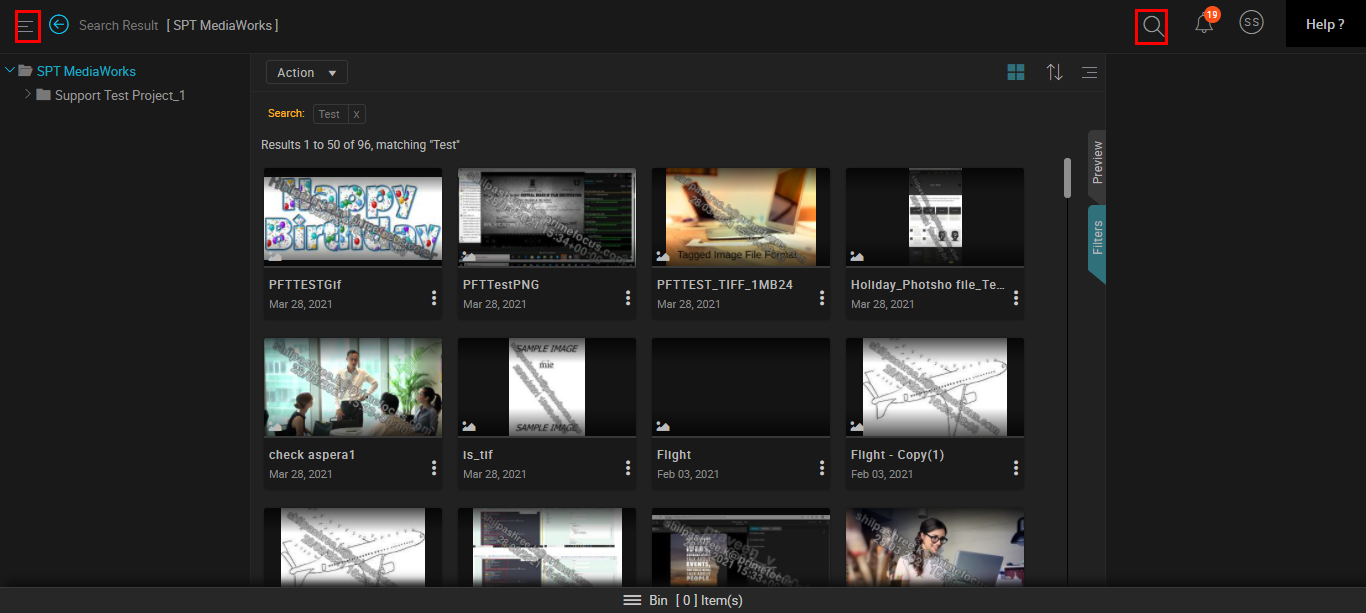 Search Result [ SPT MediaWorks ]
19
SS
Help ?
SPT MediaWorks
Support Test Project_1
Action
Search: Test X
Results 1 to 50 of 96, matching "Test"
Preview
Filters
Happy
Birthday
Tagged Image File Format
PFTTESTGif
Mar 28, 2021
PFTTestPNG
Mar 28, 2021
PFTTEST_TIFF_1MB24
Mar 28, 2021
Holiday_Photsho file_Te...
Mar 28, 2021
SAMPLE IMAGE
mie
SAMPLE IMAGE
check aspera1
Mar 28, 2021
is_tif
Mar 28, 2021
Flight
Feb 03, 2021
Flight - Copy(1)
Feb 03, 2021
EVENTS,
PEOPLE.
Bin [ 0 ] Item(s)